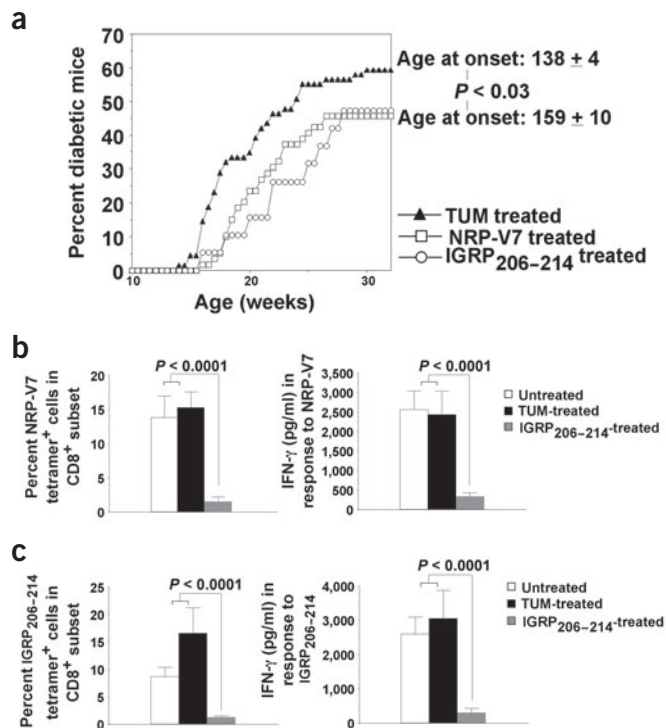 a
Percent diabetic mice
70
60
50
40
30
20
10
0
10
20
30
Age (weeks)
Age at onset: 138 ± 4
P < 0.03
Age at onset: 159 ± 10
TUM treated
NRP-V7 treated
IGRP206–214 treated
b
Percent NRP-V7
tetramer+ cells in
CD8+ subset
20
15
10
5
0
P < 0.0001
IFN-γ (pg/ml) in
response to NRP-V7
3,500
3,000
2,500
2,000
1,500
1,000
500
0
P < 0.0001
Untreated
TUM-treated
IGRP206–214-treated
c
Percent IGRP206–214
tetramer+ cells in
CD8+ subset
25
20
15
10
5
0
P < 0.0001
IFN-γ (pg/ml) in
response to
IGRP206–214
4,000
3,000
2,000
1,000
0
P < 0.0001
Untreated
TUM-treated
IGRP206–214-treated